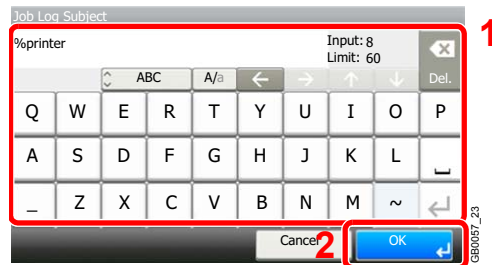 Job Log Subject
1
%printer
Input: 8
Limit: 60
ABC
A/a
Del.
Q W E R T Y U I O P
A S D F G H J K L
_ Z X C V B N M ~
Cancel
2
OK
GB0057_23